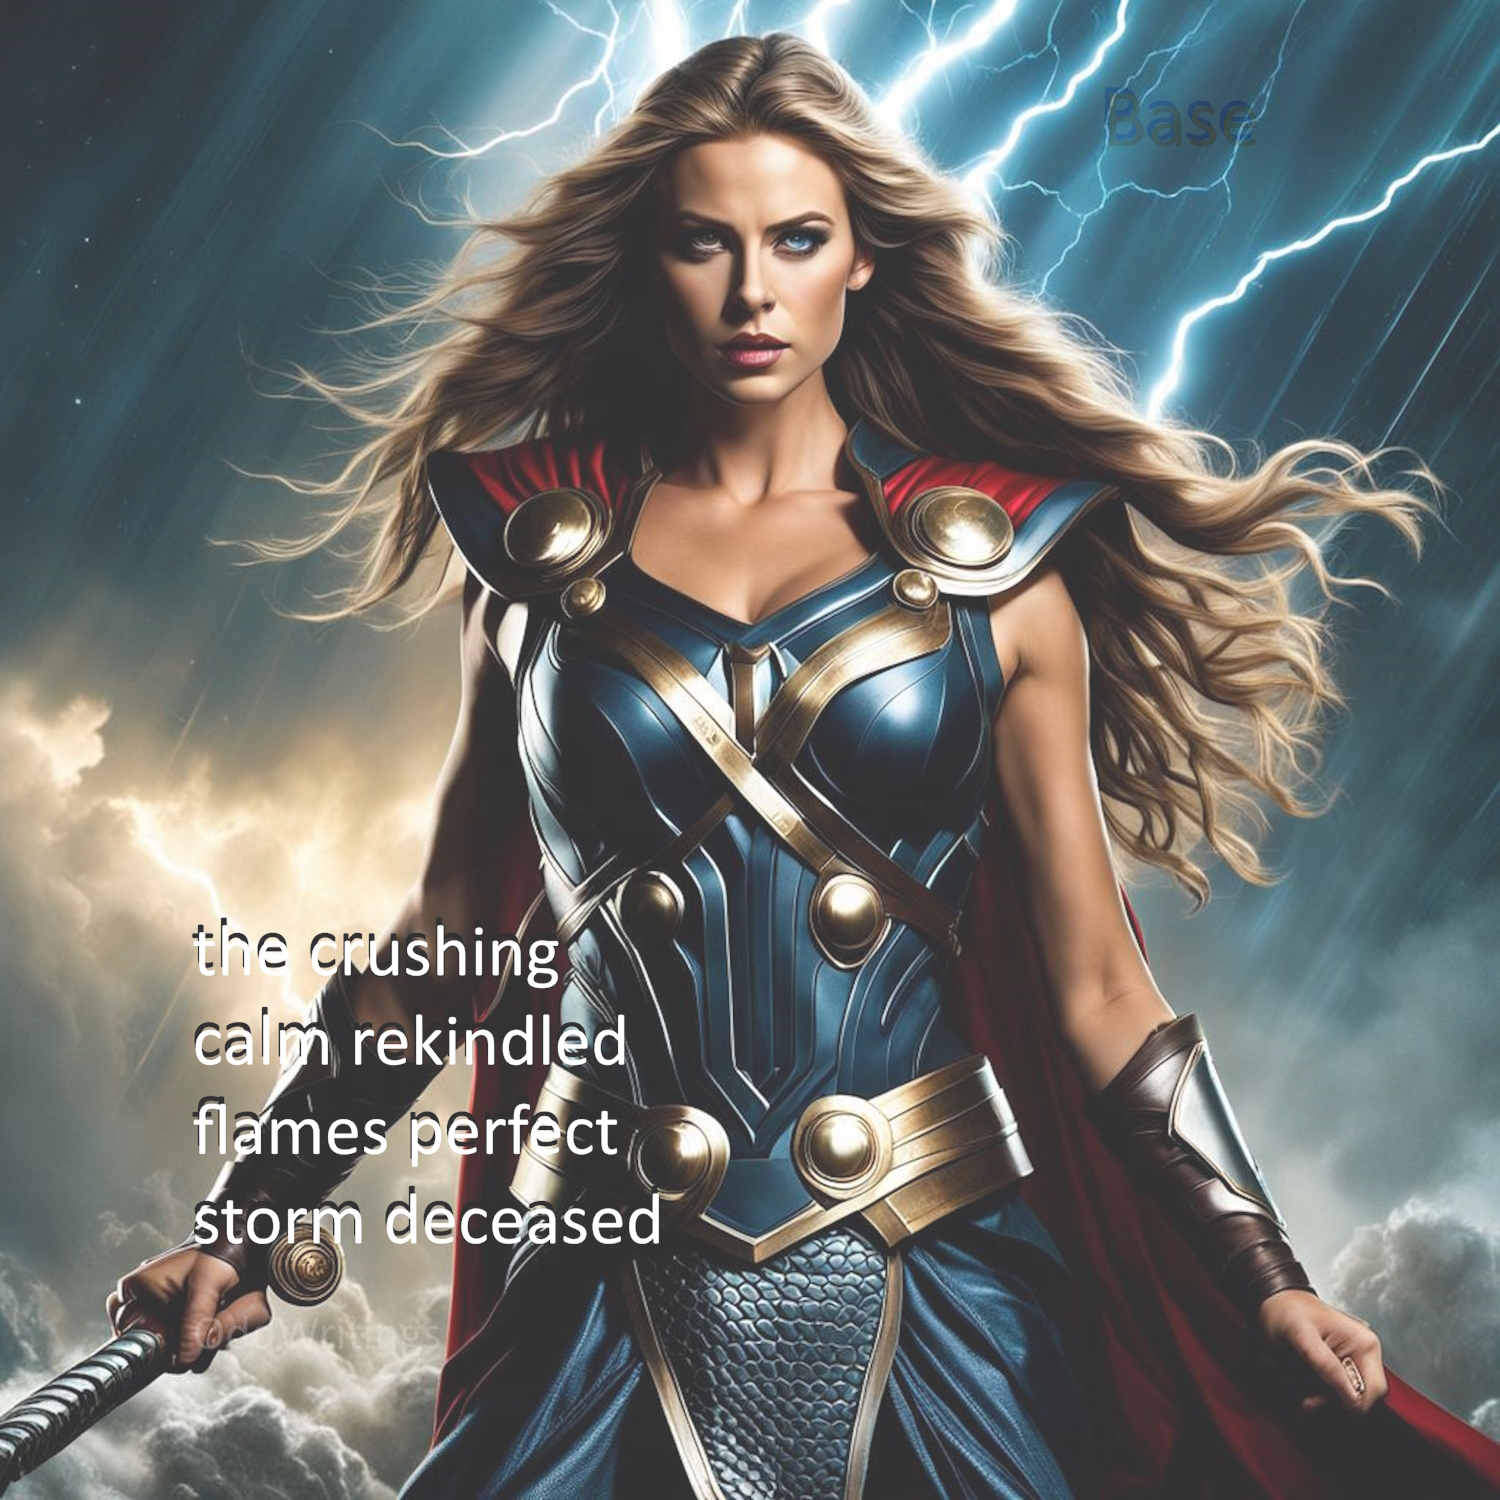 Base
the crushing
calm rekindled
flames perfect
storm deceased